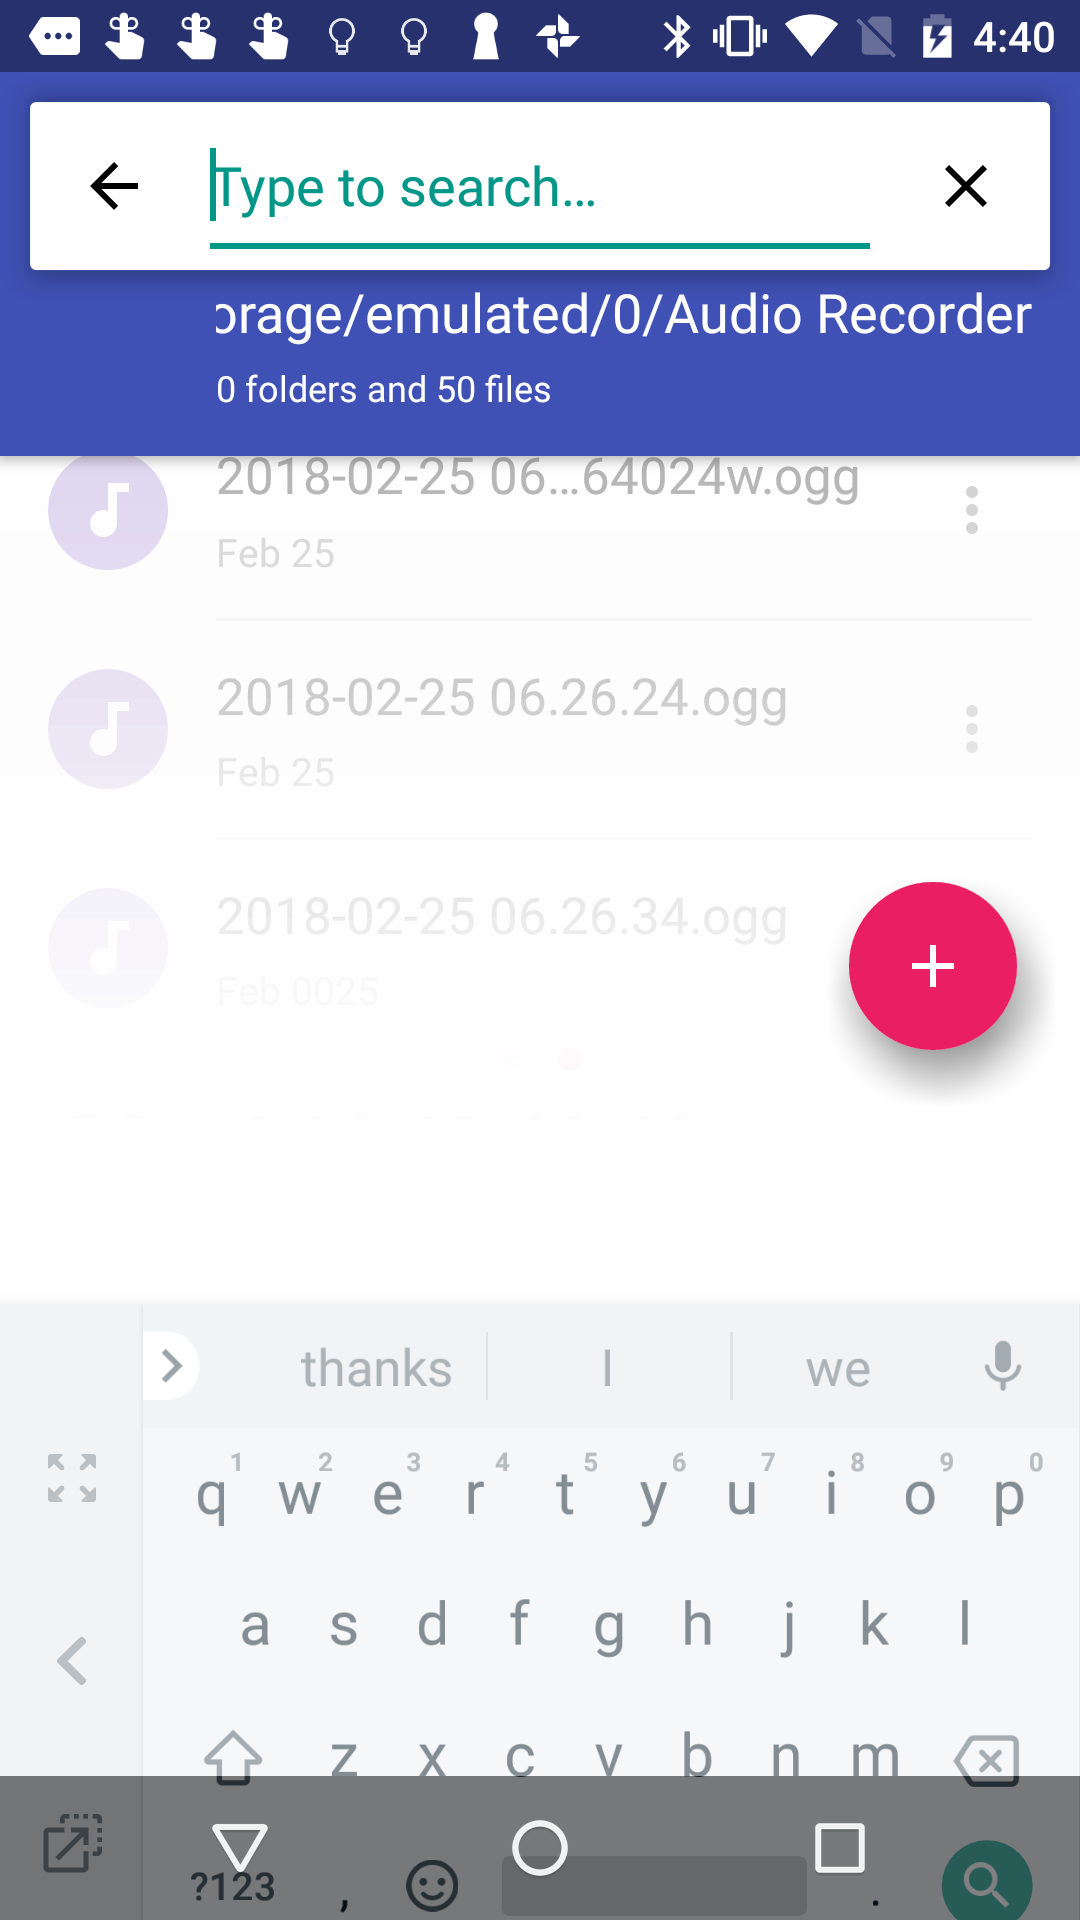 4:40
Type to search...
orage/emulated/0/Audio Recorder
0 folders and 50 files
2018-02-25 06...64024w.ogg
Feb 25
2018-02-25 06.26.24.ogg
Feb 25
2018-02-25 06.26.34.ogg
Feb 0025
thanks I we
1 2 3 4 5 6 7 8 9 0
q w e r t y u i o p
a s d f g h j k l
z x c v b n m
?123 , .